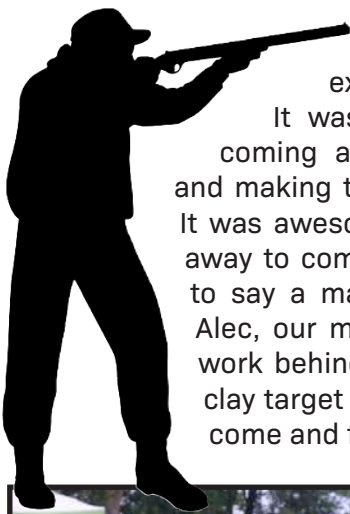 It was
coming a
and making t
It was aweso
away to com
to say a ma
Alec, our m
work behin
clay target
come and f